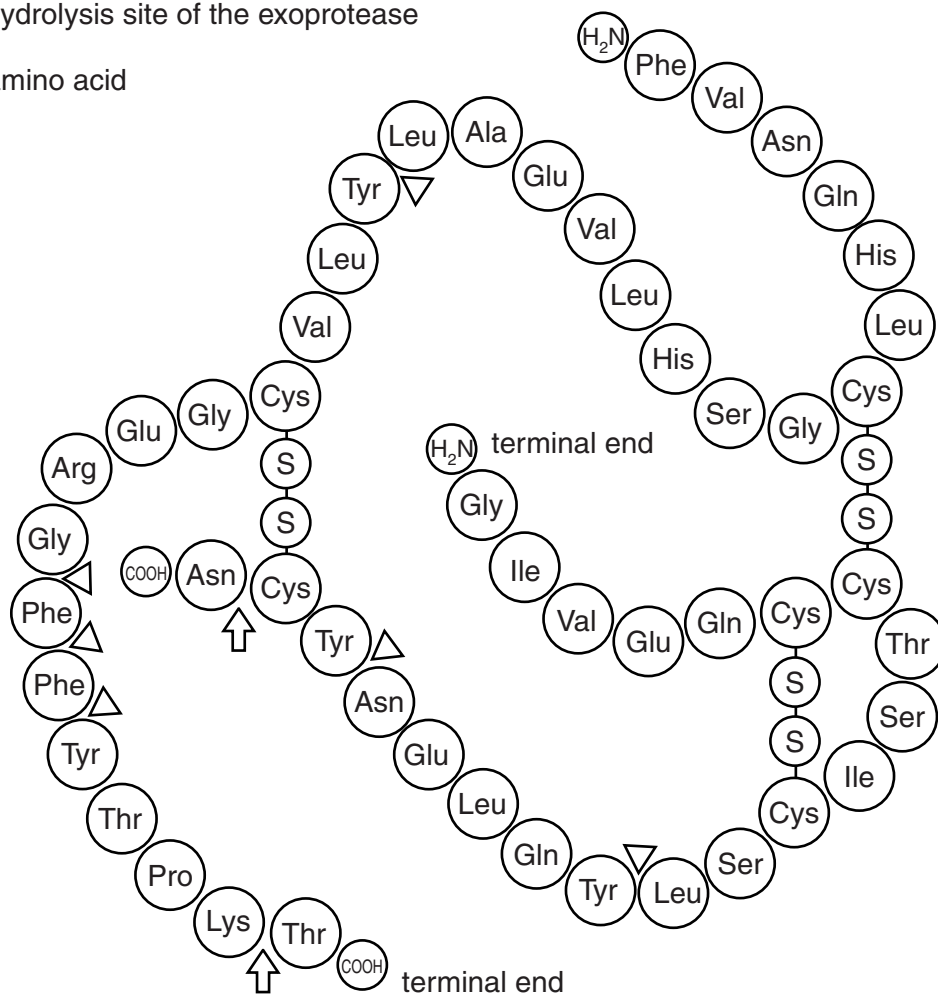 ydrolysis site of the exoprotease
amino acid
H2N
Phe
Val
Asn
Gln
His
Leu
Cys
S
S
Cys
Gly
Ser
His
Leu
Val
Glu
Ala
Leu
Tyr
Leu
Val
Cys
S
S
Cys
Gly
Glu
Arg
Gly
Phe
Phe
Tyr
Thr
Pro
Lys
Thr
COOH
terminal end
H2N terminal end
Gly
Ile
Val
Glu
Gln
Cys
S
S
Cys
Thr
Ser
Ile
Ser
Leu
Tyr
Gln
Leu
Glu
Asn
Tyr
Asn
COOH